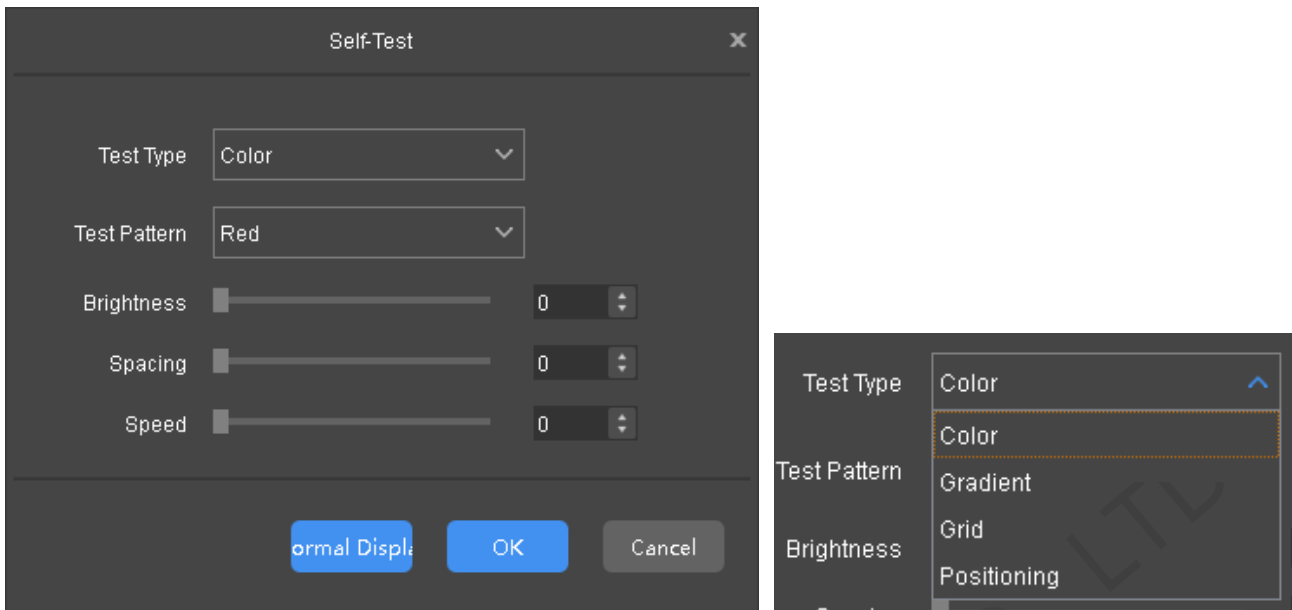 Self-Test
x
Test Type Color
Test Pattern Red
Brightness 0
Spacing 0
Speed 0
ormal Displa
OK
Cancel
Test Type Color
Color
Test Pattern
Gradient
Grid
Brightness
Positioning
LTD